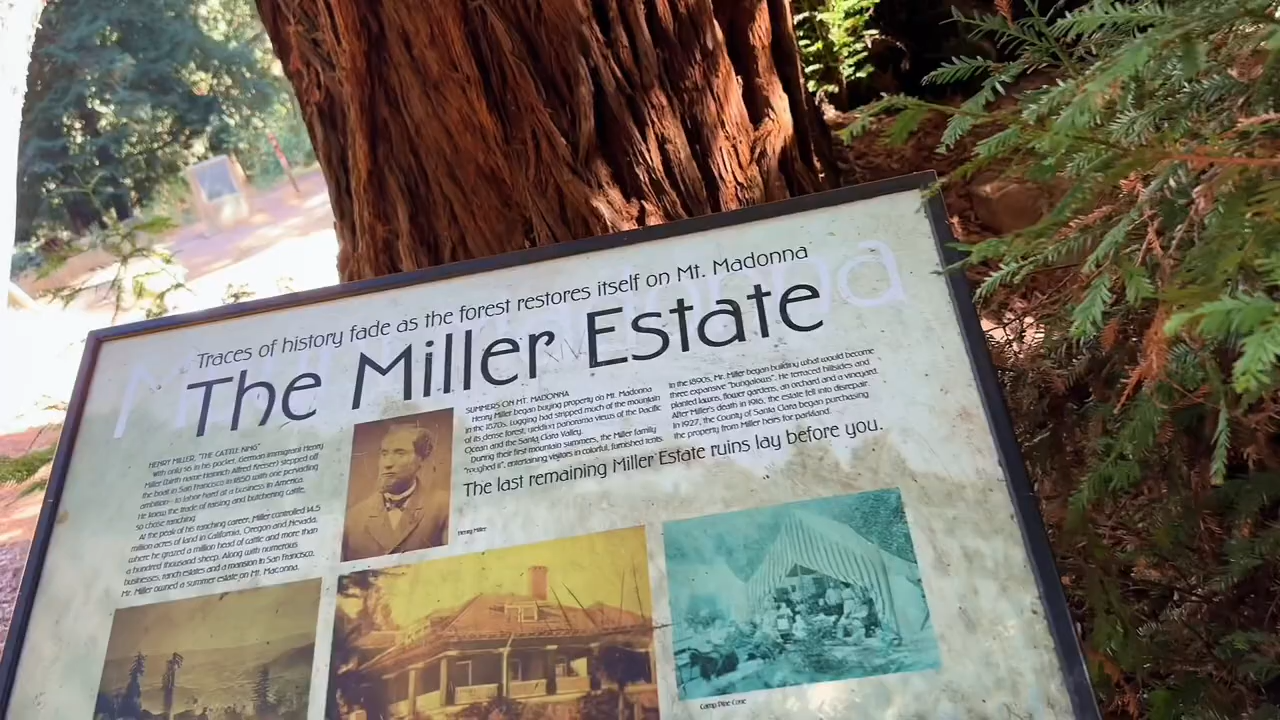 Traces of history fade as the forest restores itself on Mt. Madonna
The Miller Estate
HENRY MILLER, "THE CATTLE KING"
With only $6 in his pocket, German immigrant Henry
Miller (birth name Heinrich Alfred Kreiser) stepped off
the boat in San Francisco in 1850 with one pervading
ambition - to labor hard at a business in America.
He knew the trade of raising and butchering cattle,
so chose ranching.
At the peak of his ranching career, Miller controlled 14.5
million acres of land in California, Oregon and Nevada,
where he grazed a million head of cattle and more than
a hundred thousand sheep. Along with numerous
businesses, ranch estates and a mansion in San Francisco,
Mr. Miller owned a summer estate on Mt. Madonna.
Henry Miller
SUMMERS ON MT. MADONNA
Henry Miller began buying property on Mt. Madonna
in the 1870s. Logging had stripped much of the mountain
of its dense forest, yielding panorama views of the Pacific
Ocean and the Santa Clara Valley.
During their first mountain summers, the Miller family
"roughed it", entertaining visitors in colorful, furnished tents.
In the 1890s, Mr. Miller began building what would become
three expansive "bungalows". He terraced hillsides and
planted lawns, flower gardens, an orchard and a vineyard.
After Miller's death in 1916, the estate fell into disrepair.
In 1927, the County of Santa Clara began purchasing
the property from Miller heirs for parkland.
The last remaining Miller Estate ruins lay before you.
Camp Pine Cone